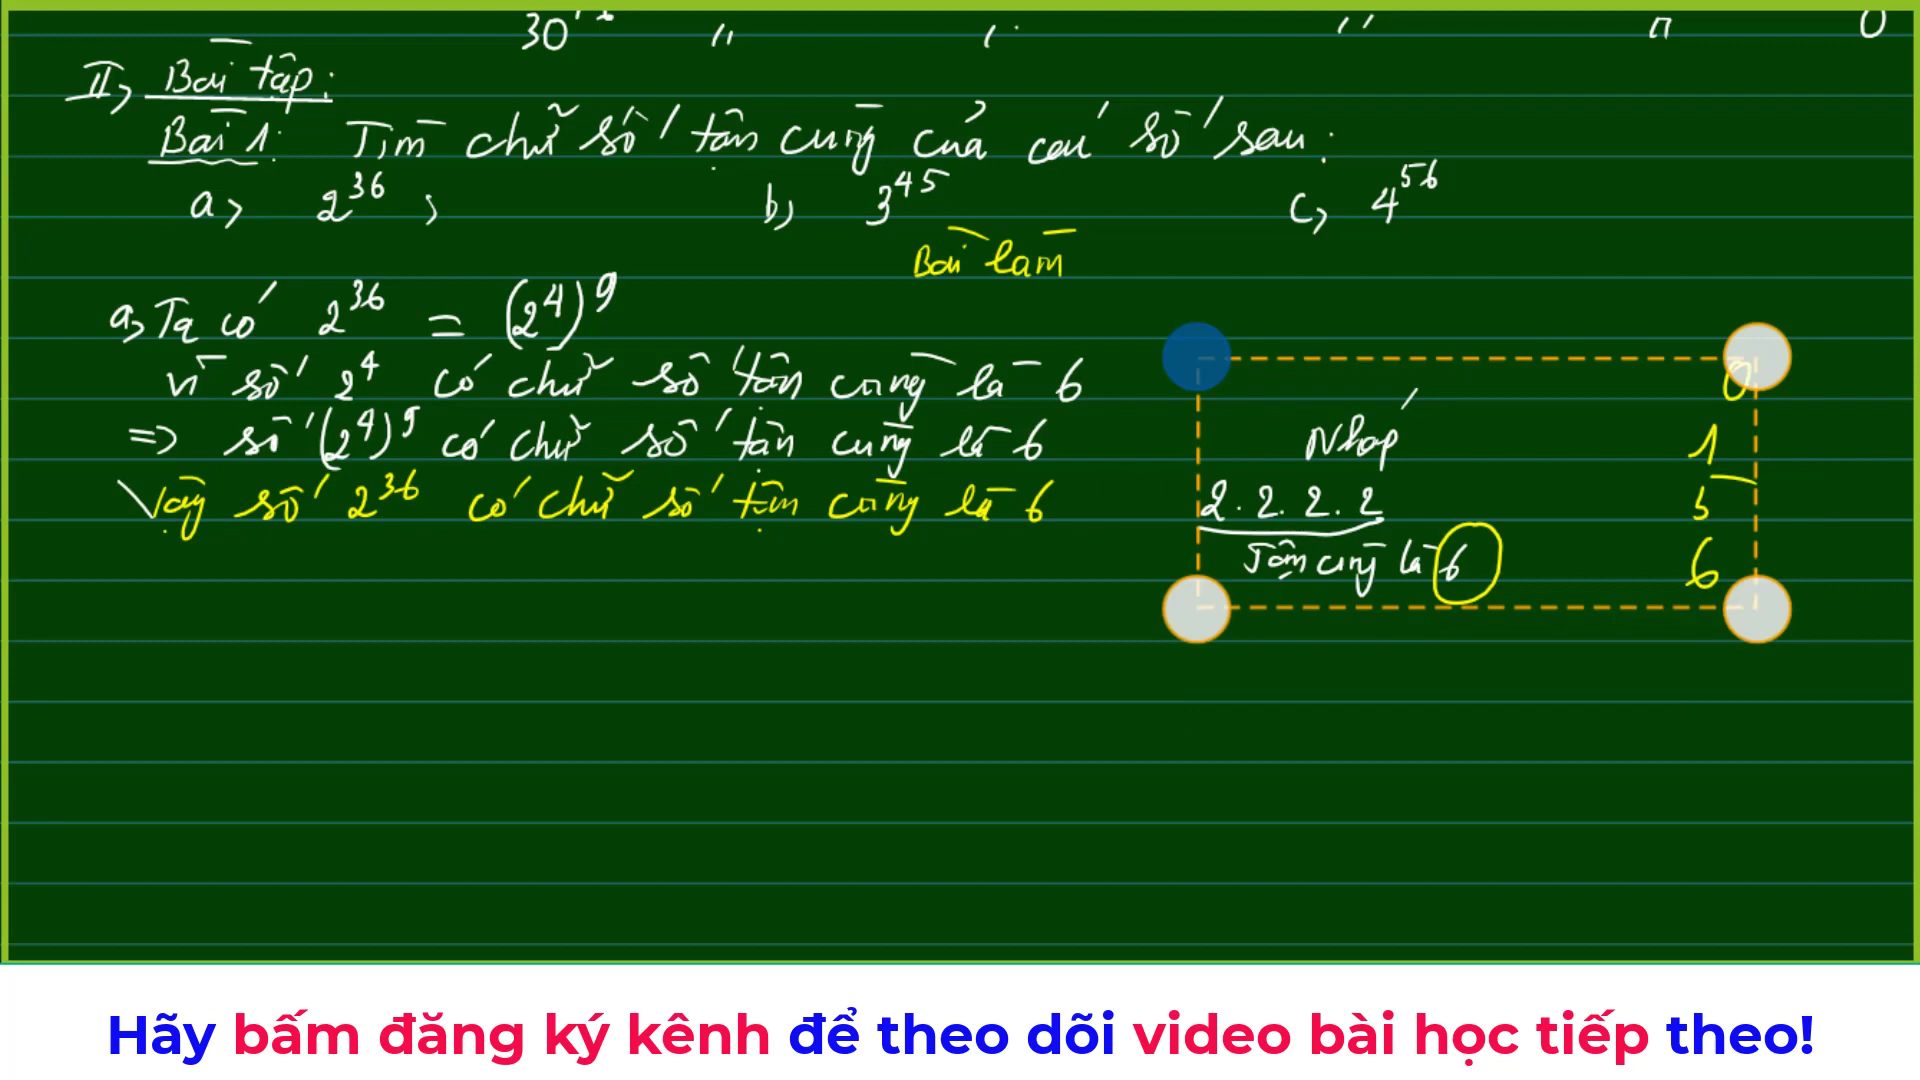 30
0
II, Bài tập:
Bài 1: Tìm chữ số tận cùng của các số sau:
a, 2^36; b, 3^45 c, 4^56
Bài làm
a, Ta có 2^36 = (2^4)^9
vì số 2^4 có chữ số tận cùng là 6
=> số (2^4)^9 có chữ số tận cùng là 6
Vậy số 2^36 có chữ số tận cùng là 6
Nháp
2.2.2.2
Tận cùng là 6
0
1
5
6
Hãy bấm đăng ký kênh để theo dõi video bài học tiếp theo!